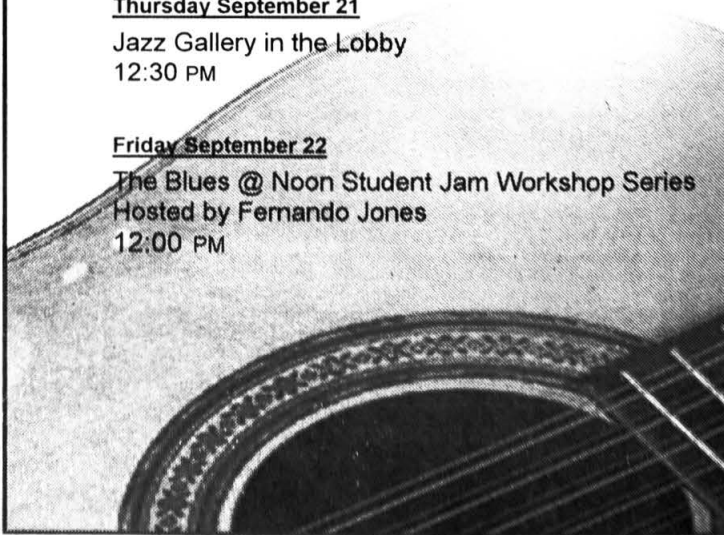 Thursday September 21
Jazz Gallery in the Lobby
12:30 PM
Friday September 22
The Blues @ Noon Student Jam Workshop Series
Hosted by Fernando Jones
12:00 PM